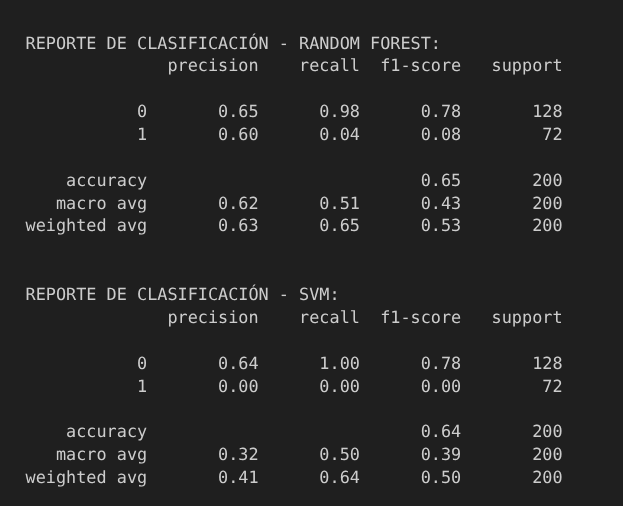 REPORTE DE CLASIFICACIÓN - RANDOM FOREST:
              precision    recall  f1-score   support

           0       0.65      0.98      0.78       128
           1       0.60      0.04      0.08        72

    accuracy                           0.65       200
   macro avg       0.62      0.51      0.43       200
weighted avg       0.63      0.65      0.53       200

REPORTE DE CLASIFICACIÓN - SVM:
              precision    recall  f1-score   support

           0       0.64      1.00      0.78       128
           1       0.00      0.00      0.00        72

    accuracy                           0.64       200
   macro avg       0.32      0.50      0.39       200
weighted avg       0.41      0.64      0.50       200